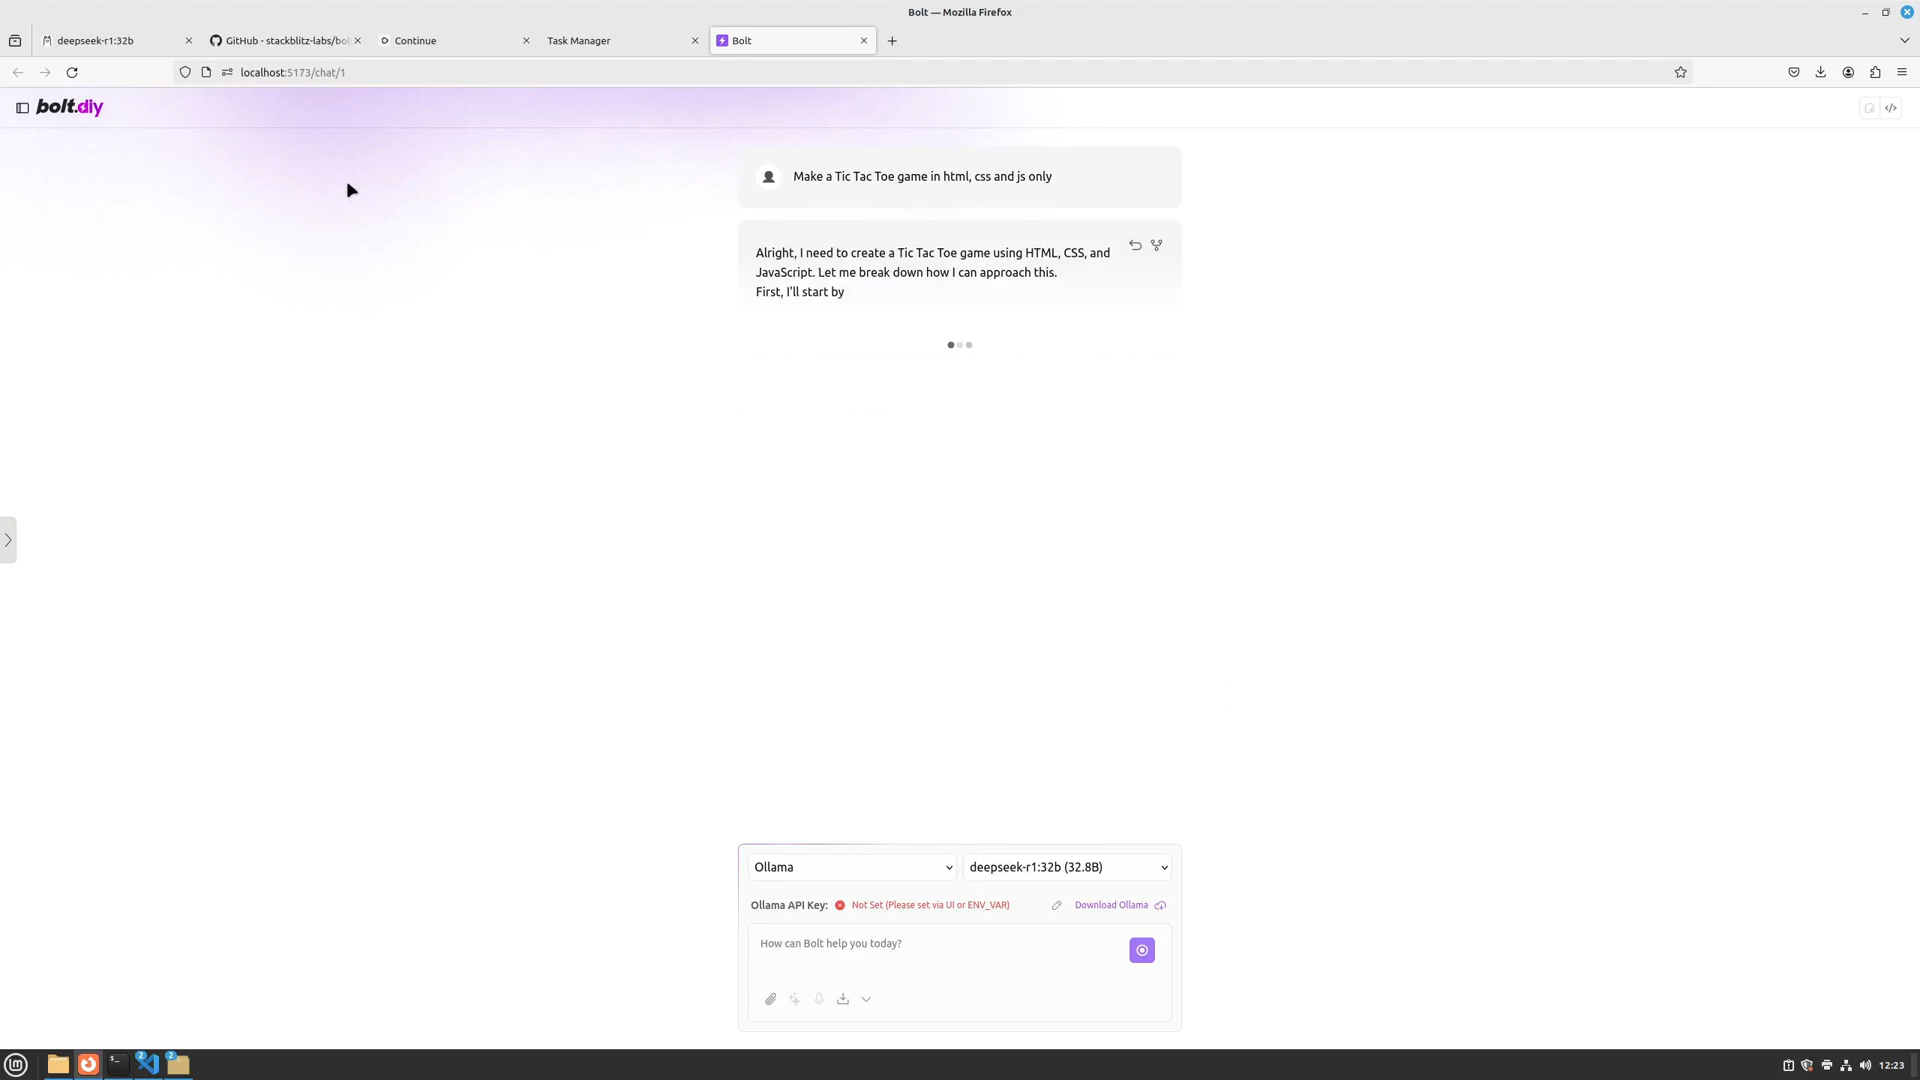 Bolt — Mozilla Firefox
deepseek-r1:32b
GitHub - stackblitz-labs/bol
Continue
Task Manager
Bolt
localhost:5173/chat/1
bolt.diy
Make a Tic Tac Toe game in html, css and js only
Alright, I need to create a Tic Tac Toe game using HTML, CSS, and
JavaScript. Let me break down how I can approach this.
First, I'll start by
Ollama
deepseek-r1:32b (32.8B)
Ollama API Key: Not Set (Please set via UI or ENV_VAR) Download Ollama
How can Bolt help you today?
2
2
12:23